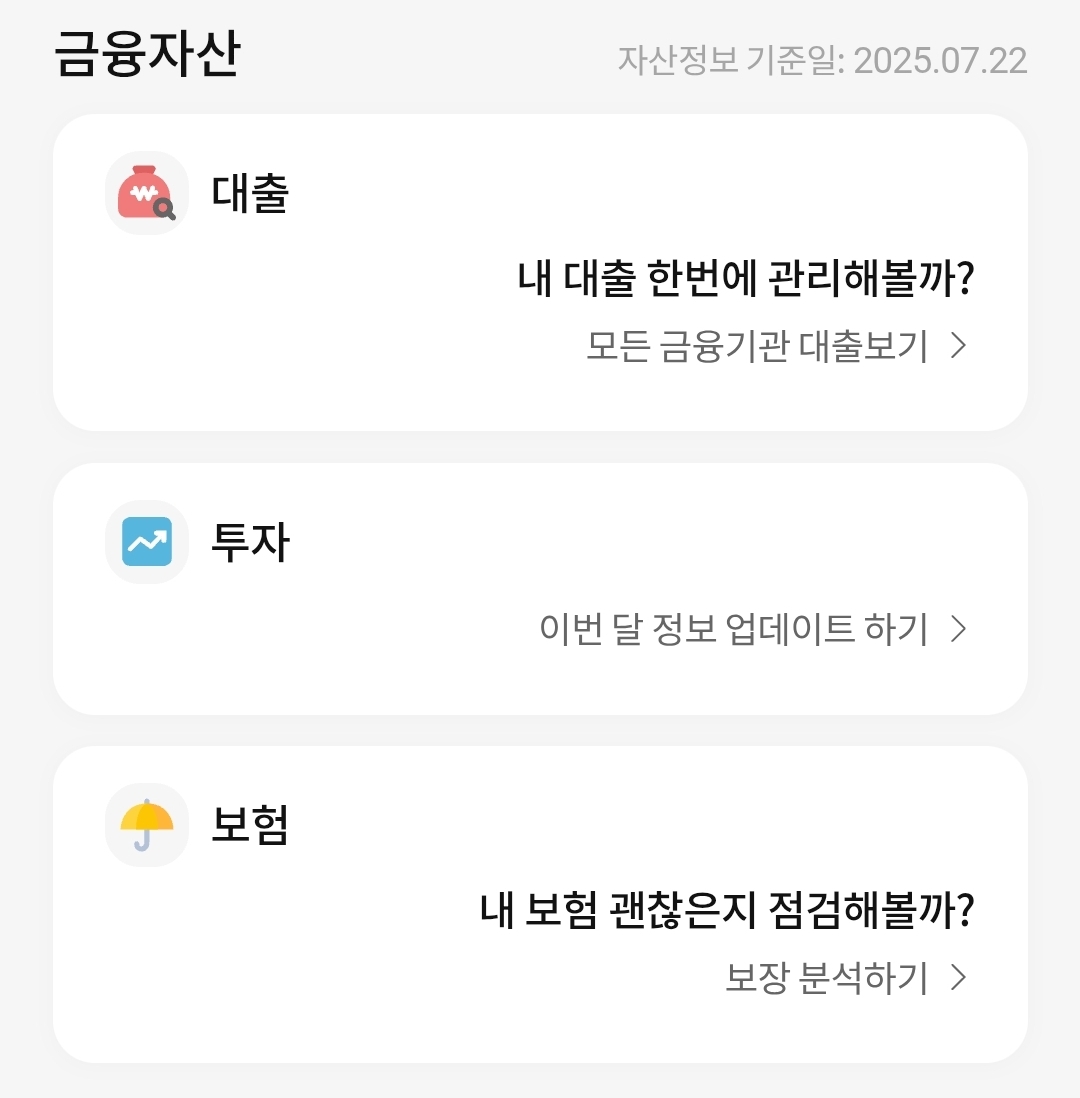 금융자산
자산정보 기준일: 2025.07.22
대출
내 대출 한번에 관리해볼까?
모든 금융기관 대출보기
투자
이번 달 정보 업데이트 하기
보험
내 보험 괜찮은지 점검해볼까?
보장 분석하기